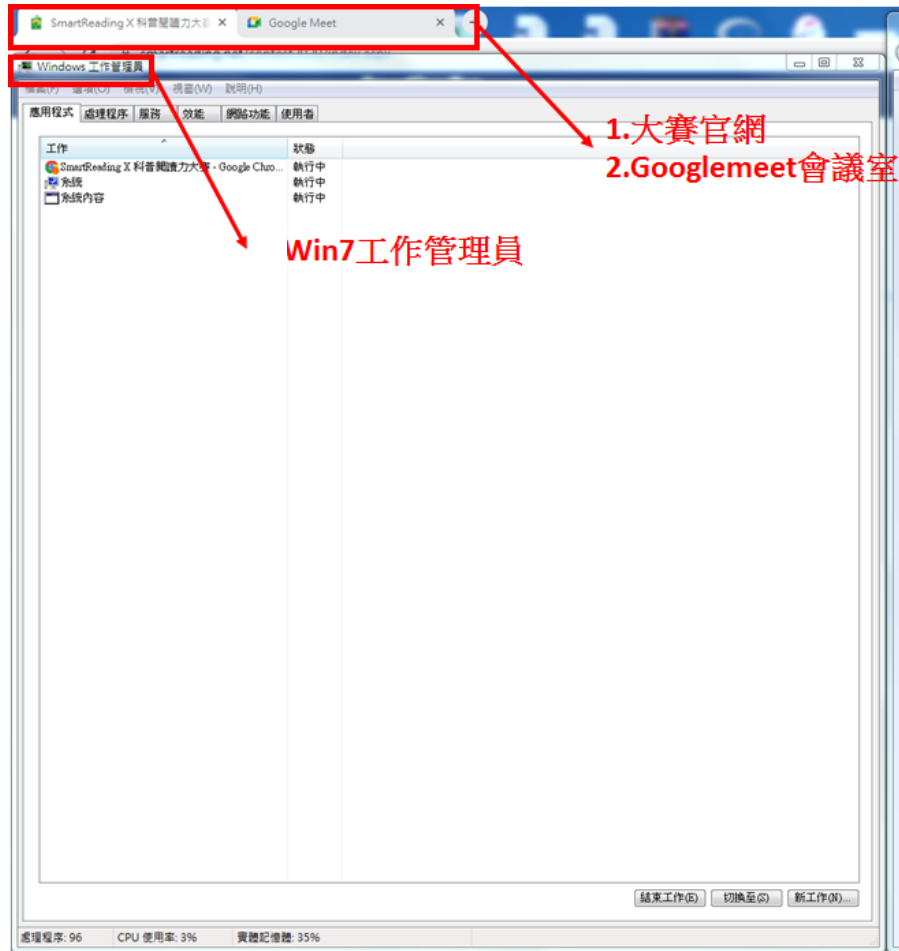 SmartReading X 科普閱讀力大
Google Meet
Windows 工作管理員
說明(H)
應用程式 處理程序 服務 效能 網路功能 使用者
1.大賽官網
2.Googlemeet會議室
工作 狀態
SmartReading X 科普閱讀力大賽 - Google Chro... 執行中
系統 執行中
系統內容 執行中
Win7工作管理員
結束工作(E) 切換至(S) 新工作(N)...
處理程序: 96 CPU 使用率: 3% 實體記憶體: 35%